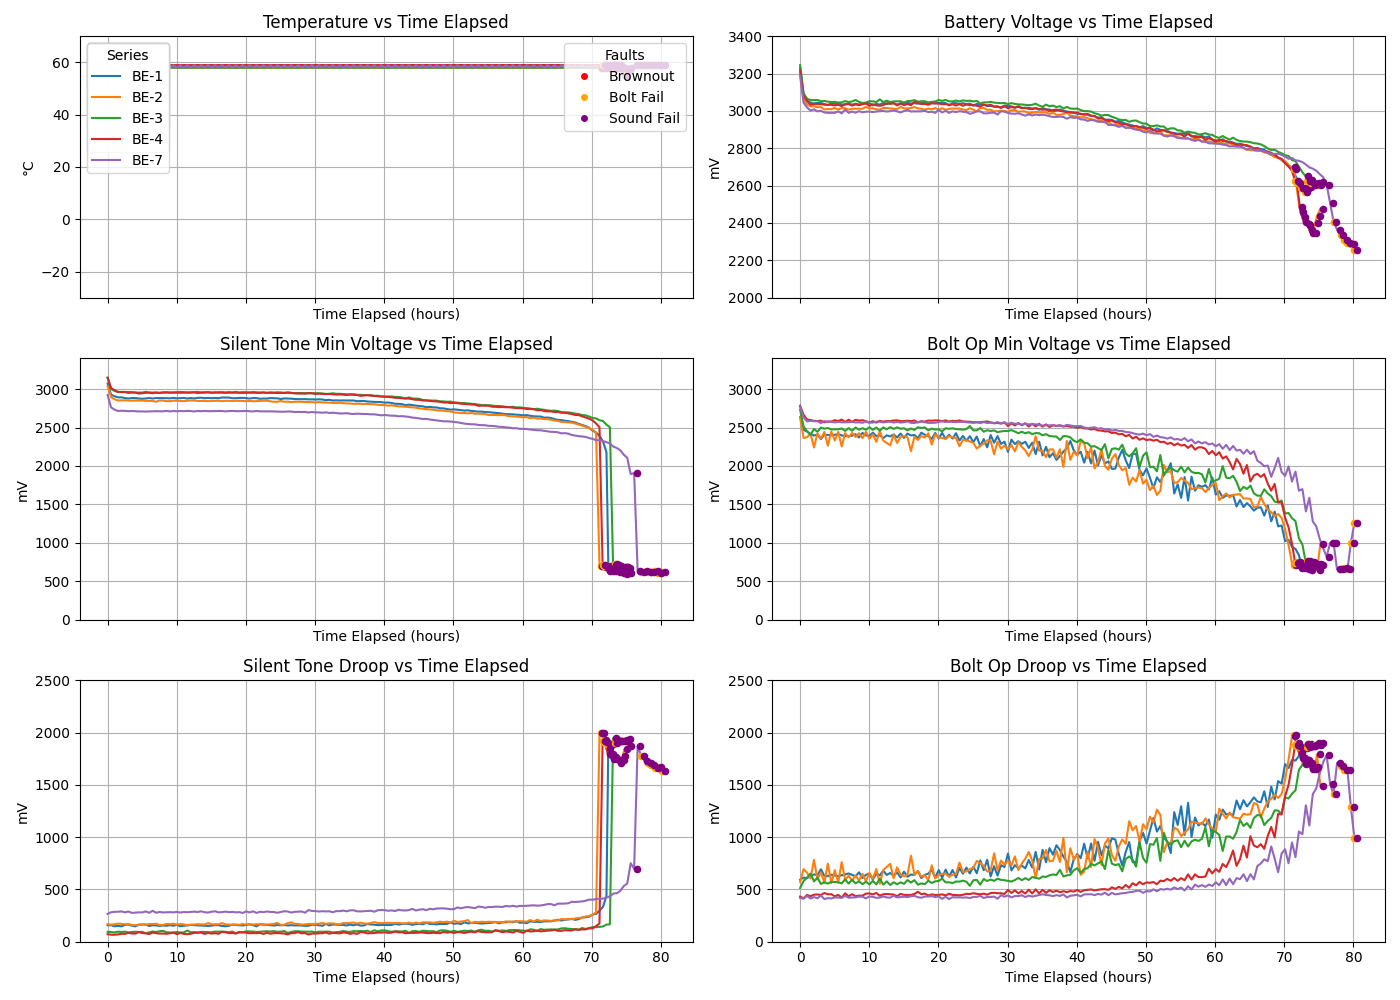 Temperature vs Time Elapsed
60
40
20
0
−20
°C
Time Elapsed (hours)
Series
BE-1
BE-2
BE-3
BE-4
BE-7
Faults
Brownout
Bolt Fail
Sound Fail
Battery Voltage vs Time Elapsed
3400
3200
3000
2800
2600
2400
2200
2000
mV
Time Elapsed (hours)
Silent Tone Min Voltage vs Time Elapsed
3000
2500
2000
1500
1000
500
0
mV
Time Elapsed (hours)
Bolt Op Min Voltage vs Time Elapsed
3000
2500
2000
1500
1000
500
0
mV
Time Elapsed (hours)
Silent Tone Droop vs Time Elapsed
2500
2000
1500
1000
500
0
mV
0 10 20 30 40 50 60 70 80
Time Elapsed (hours)
Bolt Op Droop vs Time Elapsed
2500
2000
1500
1000
500
0
mV
0 10 20 30 40 50 60 70 80
Time Elapsed (hours)